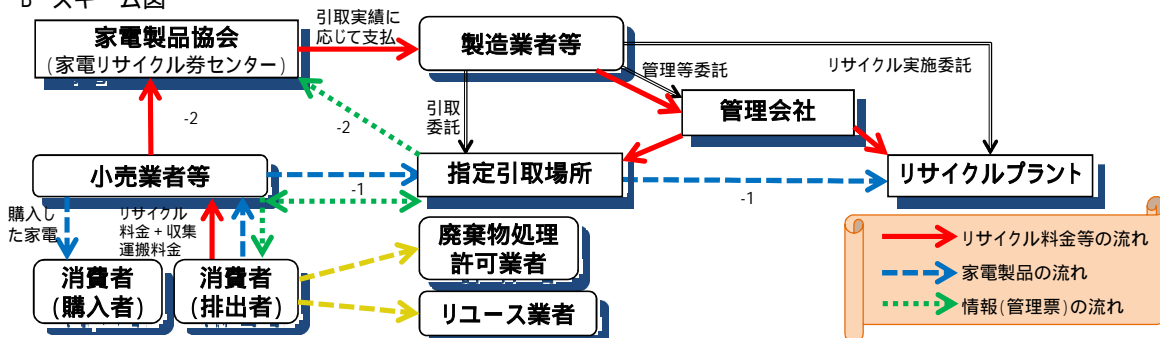 B スキーム図
家電製品協会
(家電リサイクル券センター)
引取実績に
応じて支払
製造業者等
管理等委託
リサイクル実施委託
管理会社
引取
委託
-2
-2
小売業者等
-1
指定引取場所
-1
リサイクルプラント
購入し
た家電
リサイクル
料金+収集
運搬料金
消費者
(購入者)
消費者
(排出者)
廃棄物処理
許可業者
リユース業者
リサイクル料金等の流れ
家電製品の流れ
情報(管理票)の流れ